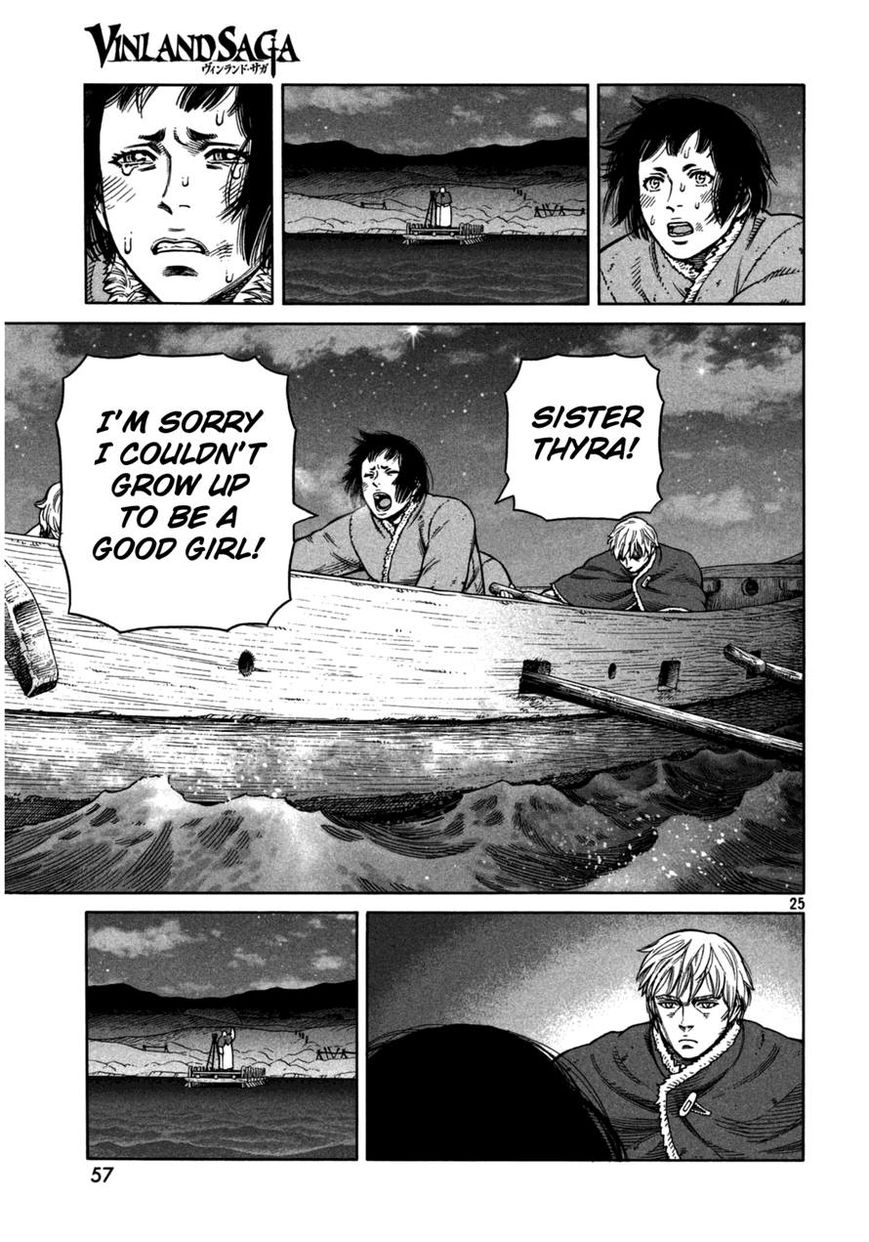 VINLAND SAGA
ヴィンランド・サガ
SISTER
THYRA!
I'M SORRY
I COULDN'T
GROW UP
TO BE A
GOOD GIRL!
25
57